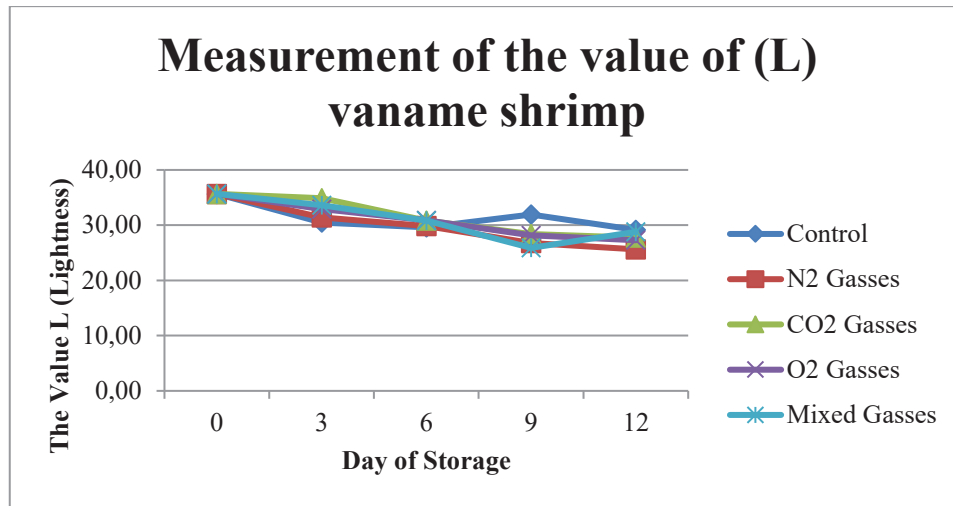 Measurement of the value of (L)
vaname shrimp
The Value L (Lightness)
40,00
30,00
20,00
10,00
0,00
0 3 6 9 12
Day of Storage
Control
N2 Gasses
CO2 Gasses
O2 Gasses
Mixed Gasses